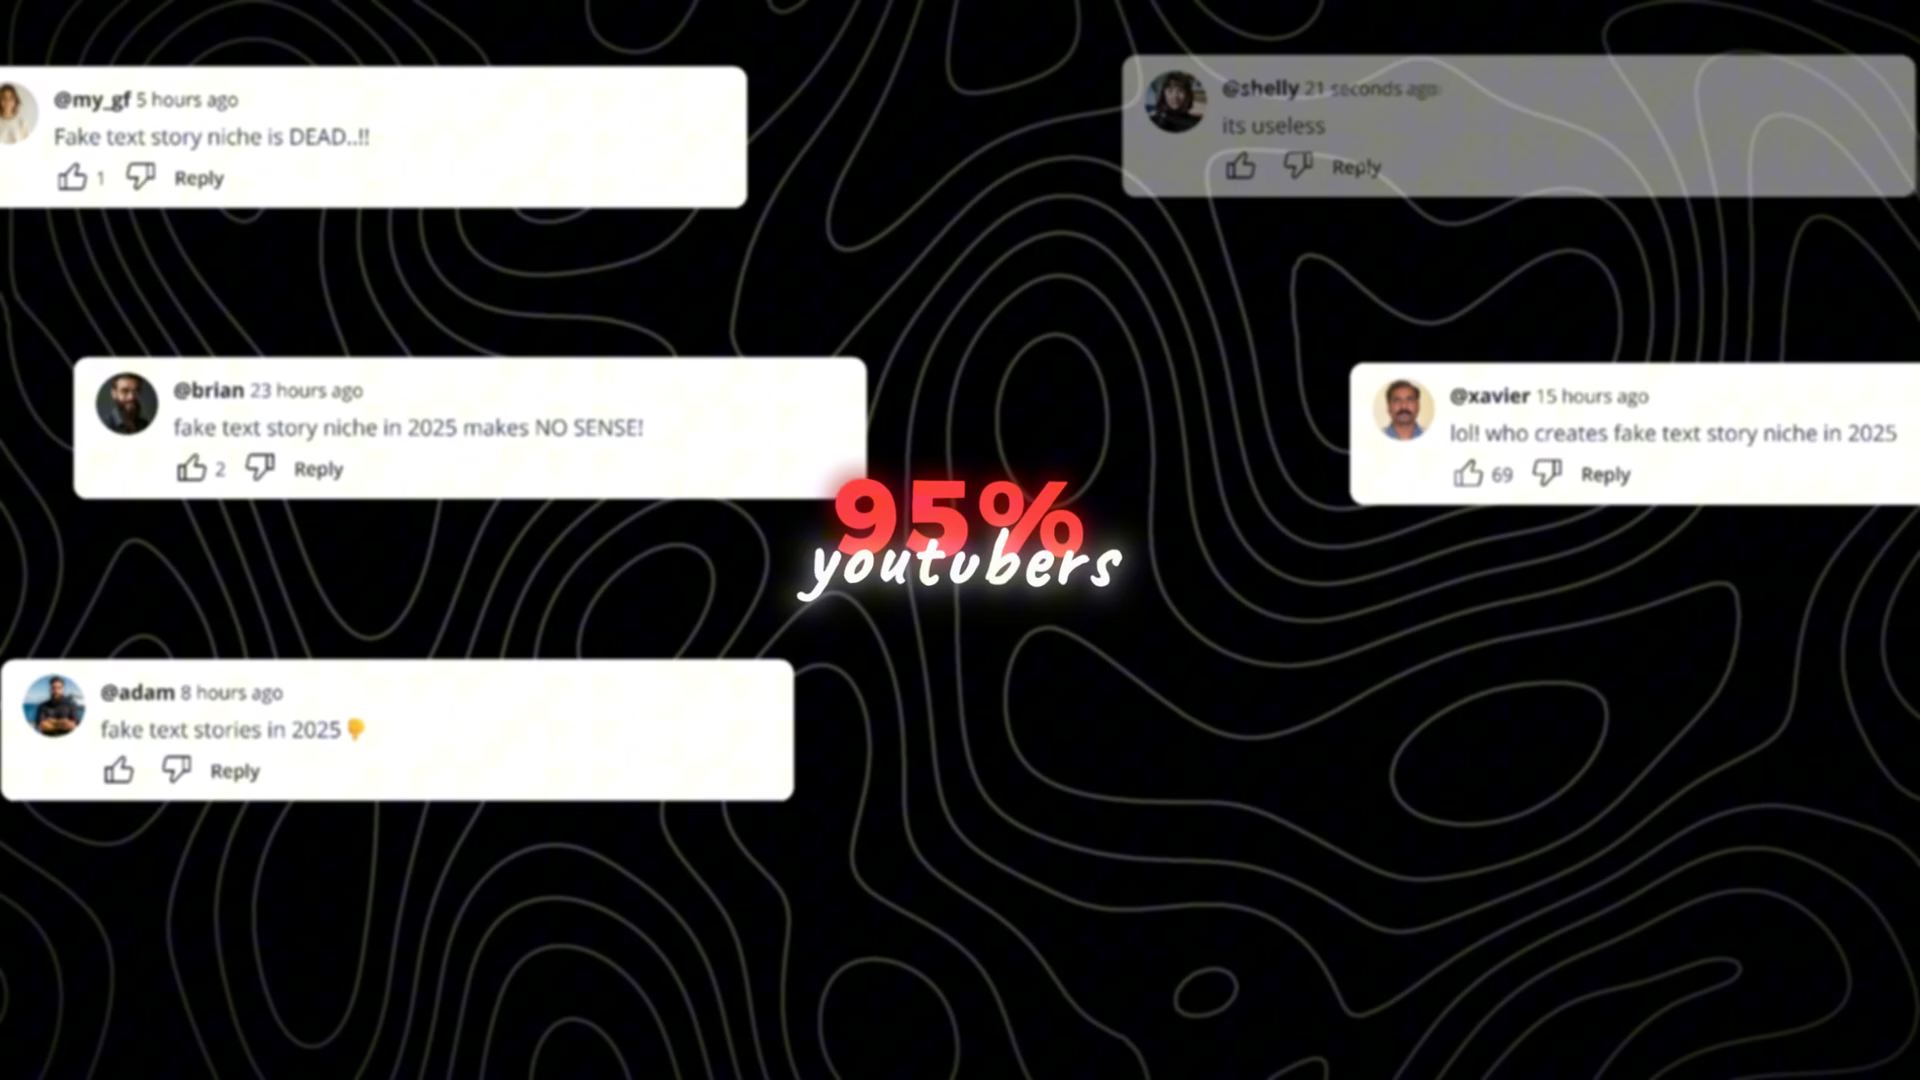 @my_gf 5 hours ago
Fake text story niche is DEAD..!!
1 Reply
@shelly 21 seconds ago
its useless
Reply
@brian 23 hours ago
fake text story niche in 2025 makes NO SENSE!
2 Reply
@xavier 15 hours ago
lol! who creates fake text story niche in 2025
69 Reply
95%
youtubers
@adam 8 hours ago
fake text stories in 2025👎
Reply